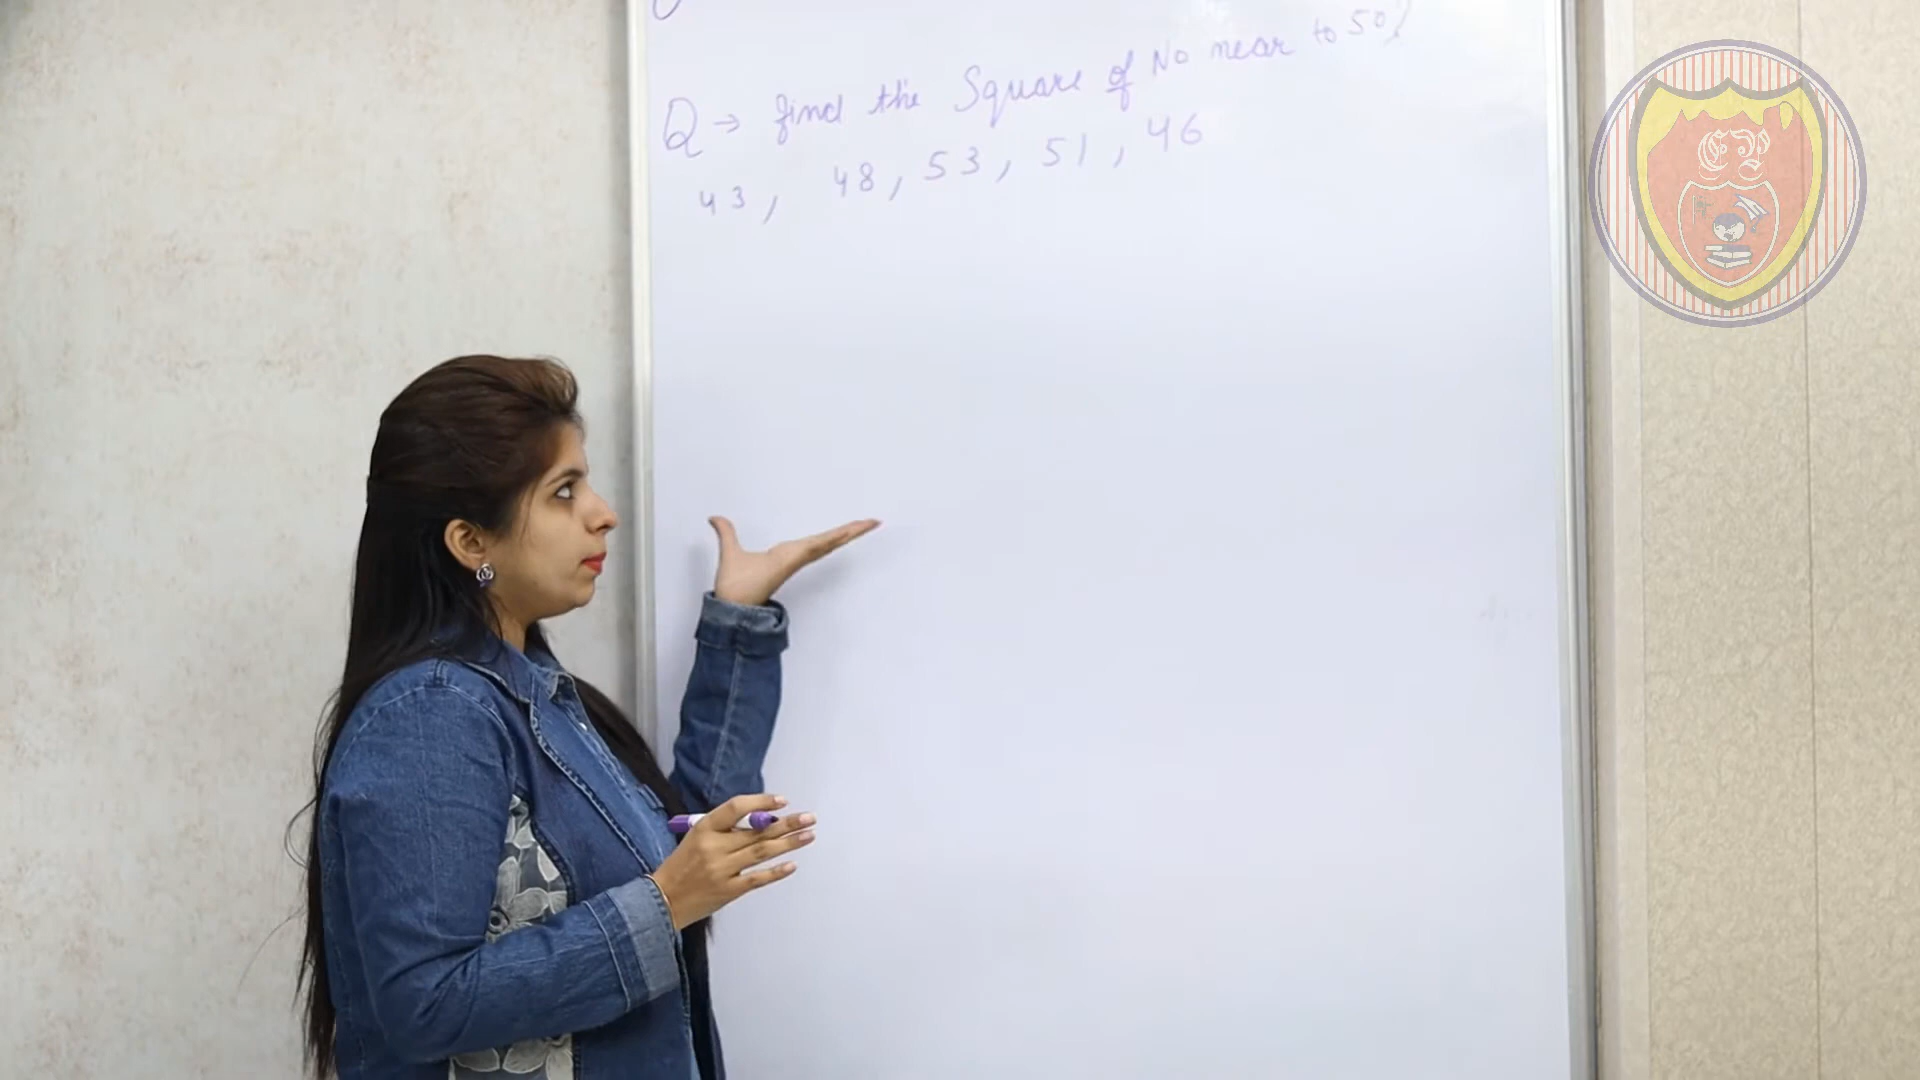 Q → find the Square of No near to 50%
43, 48, 53, 51, 46